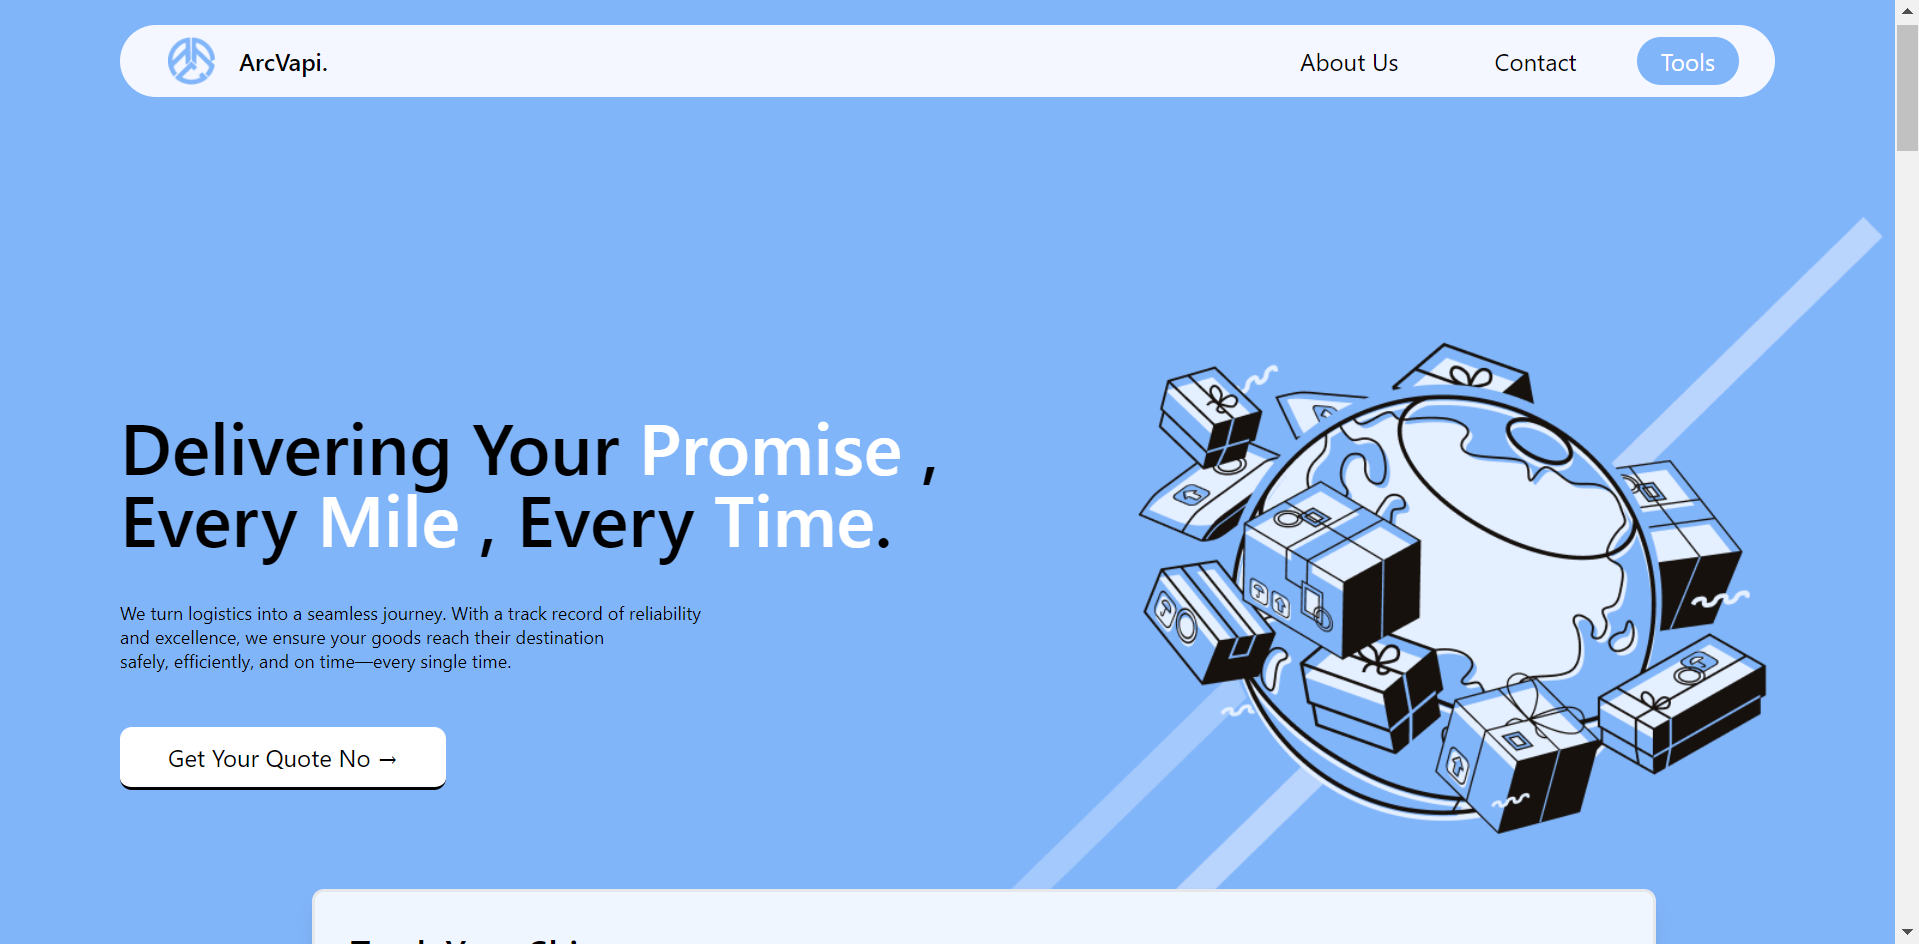 ArcVapi.
About Us
Contact
Tools
Delivering Your Promise ,
Every Mile , Every Time.
We turn logistics into a seamless journey. With a track record of reliability
and excellence, we ensure your goods reach their destination
safely, efficiently, and on time—every single time.
Get Your Quote No →